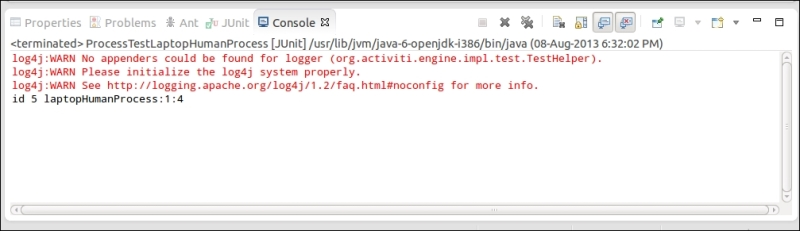 Properties Problems Ant JUnit Console
<terminated> ProcessTestLaptopHumanProcess [JUnit] /usr/lib/jvm/java-6-openjdk-i386/bin/java (08-Aug-2013 6:32:02 PM)
log4j:WARN No appenders could be found for logger (org.activiti.engine.impl.test.TestHelper).
log4j:WARN Please initialize the log4j system properly.
log4j:WARN See http://logging.apache.org/log4j/1.2/faq.html#noconfig for more info.
id 5 laptopHumanProcess:1:4